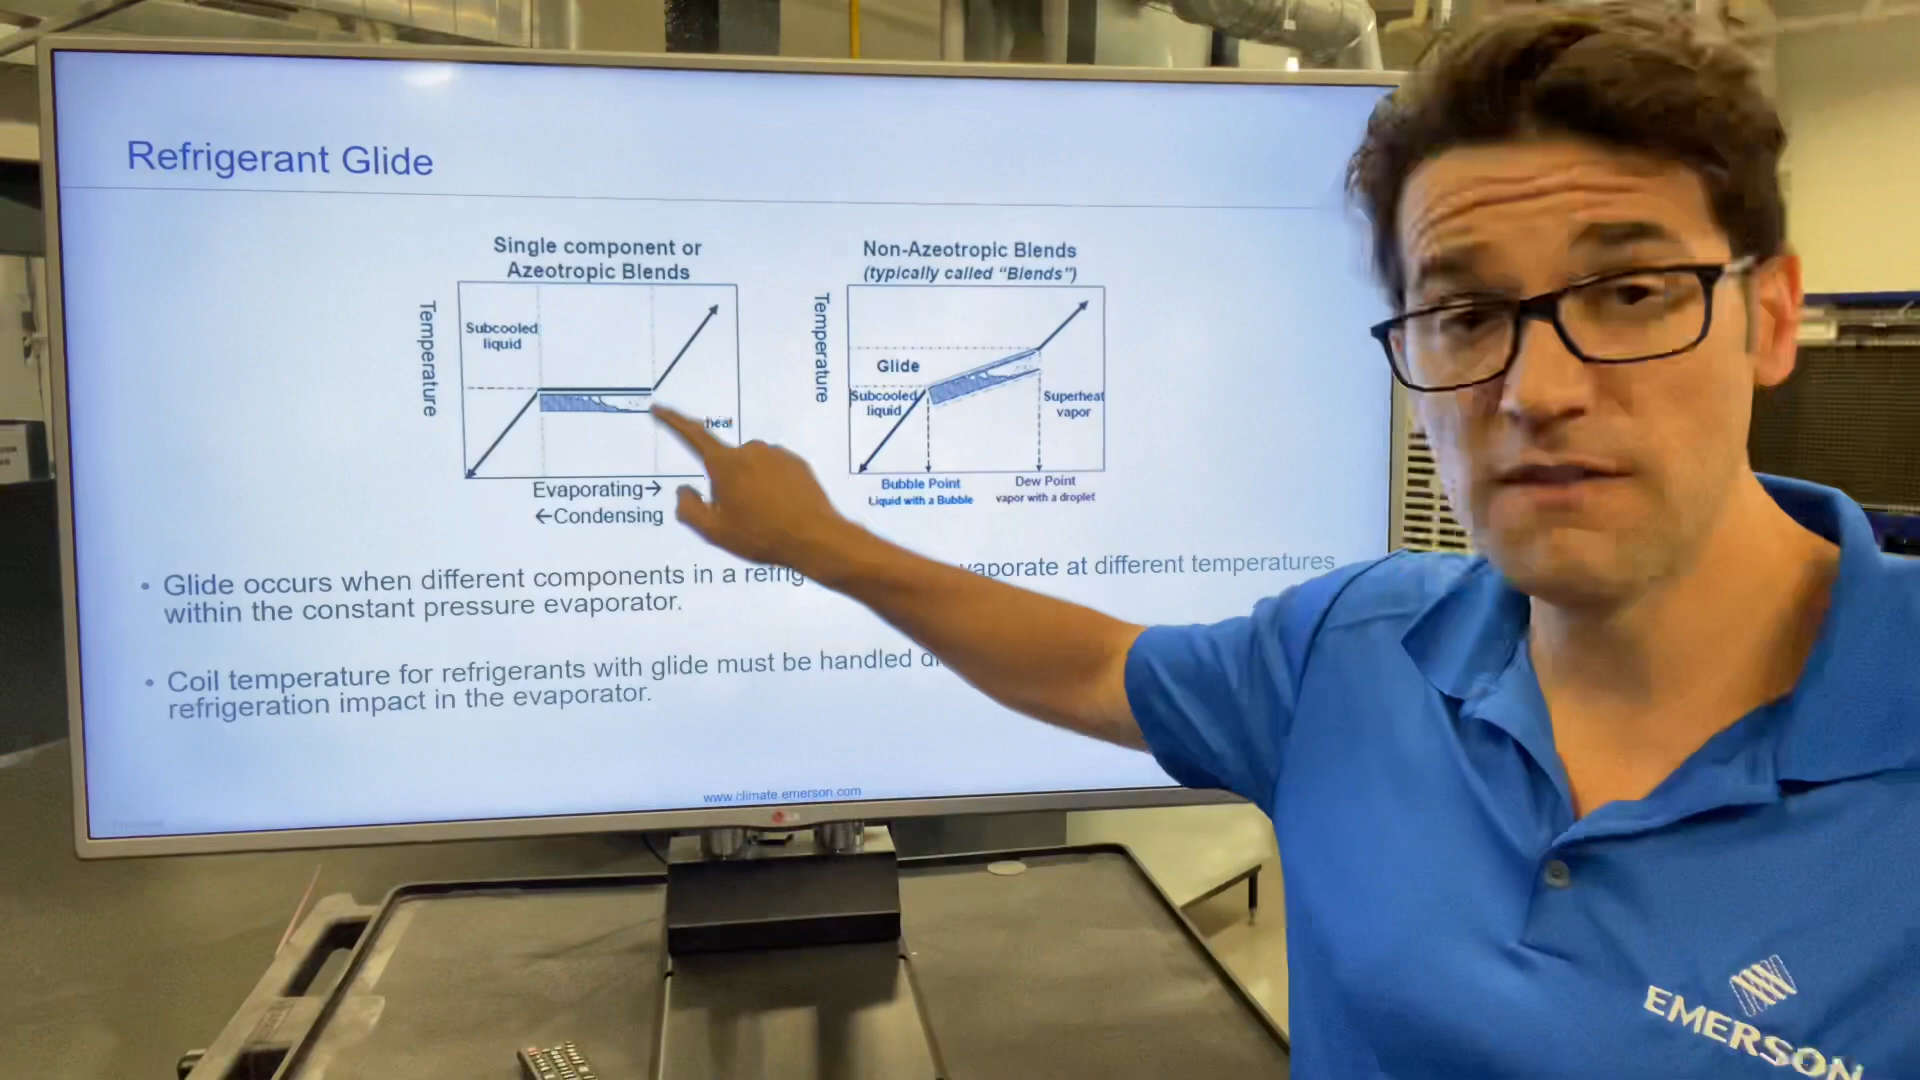 Refrigerant Glide
Single component or
Azeotropic Blends
Temperature
Subcooled
liquid
heat
Evaporating→
←Condensing
Non-Azeotropic Blends
(typically called “Blends”)
Temperature
Glide
Subcooled
liquid
Superheat
vapor
Bubble Point
Liquid with a Bubble
Dew Point
vapor with a droplet
• Glide occurs when different components in a refrig vaporate at different temperatures
within the constant pressure evaporator.
• Coil temperature for refrigerants with glide must be handled
refrigeration impact in the evaporator.
www.climate.emerson.com
LG
EMERSON